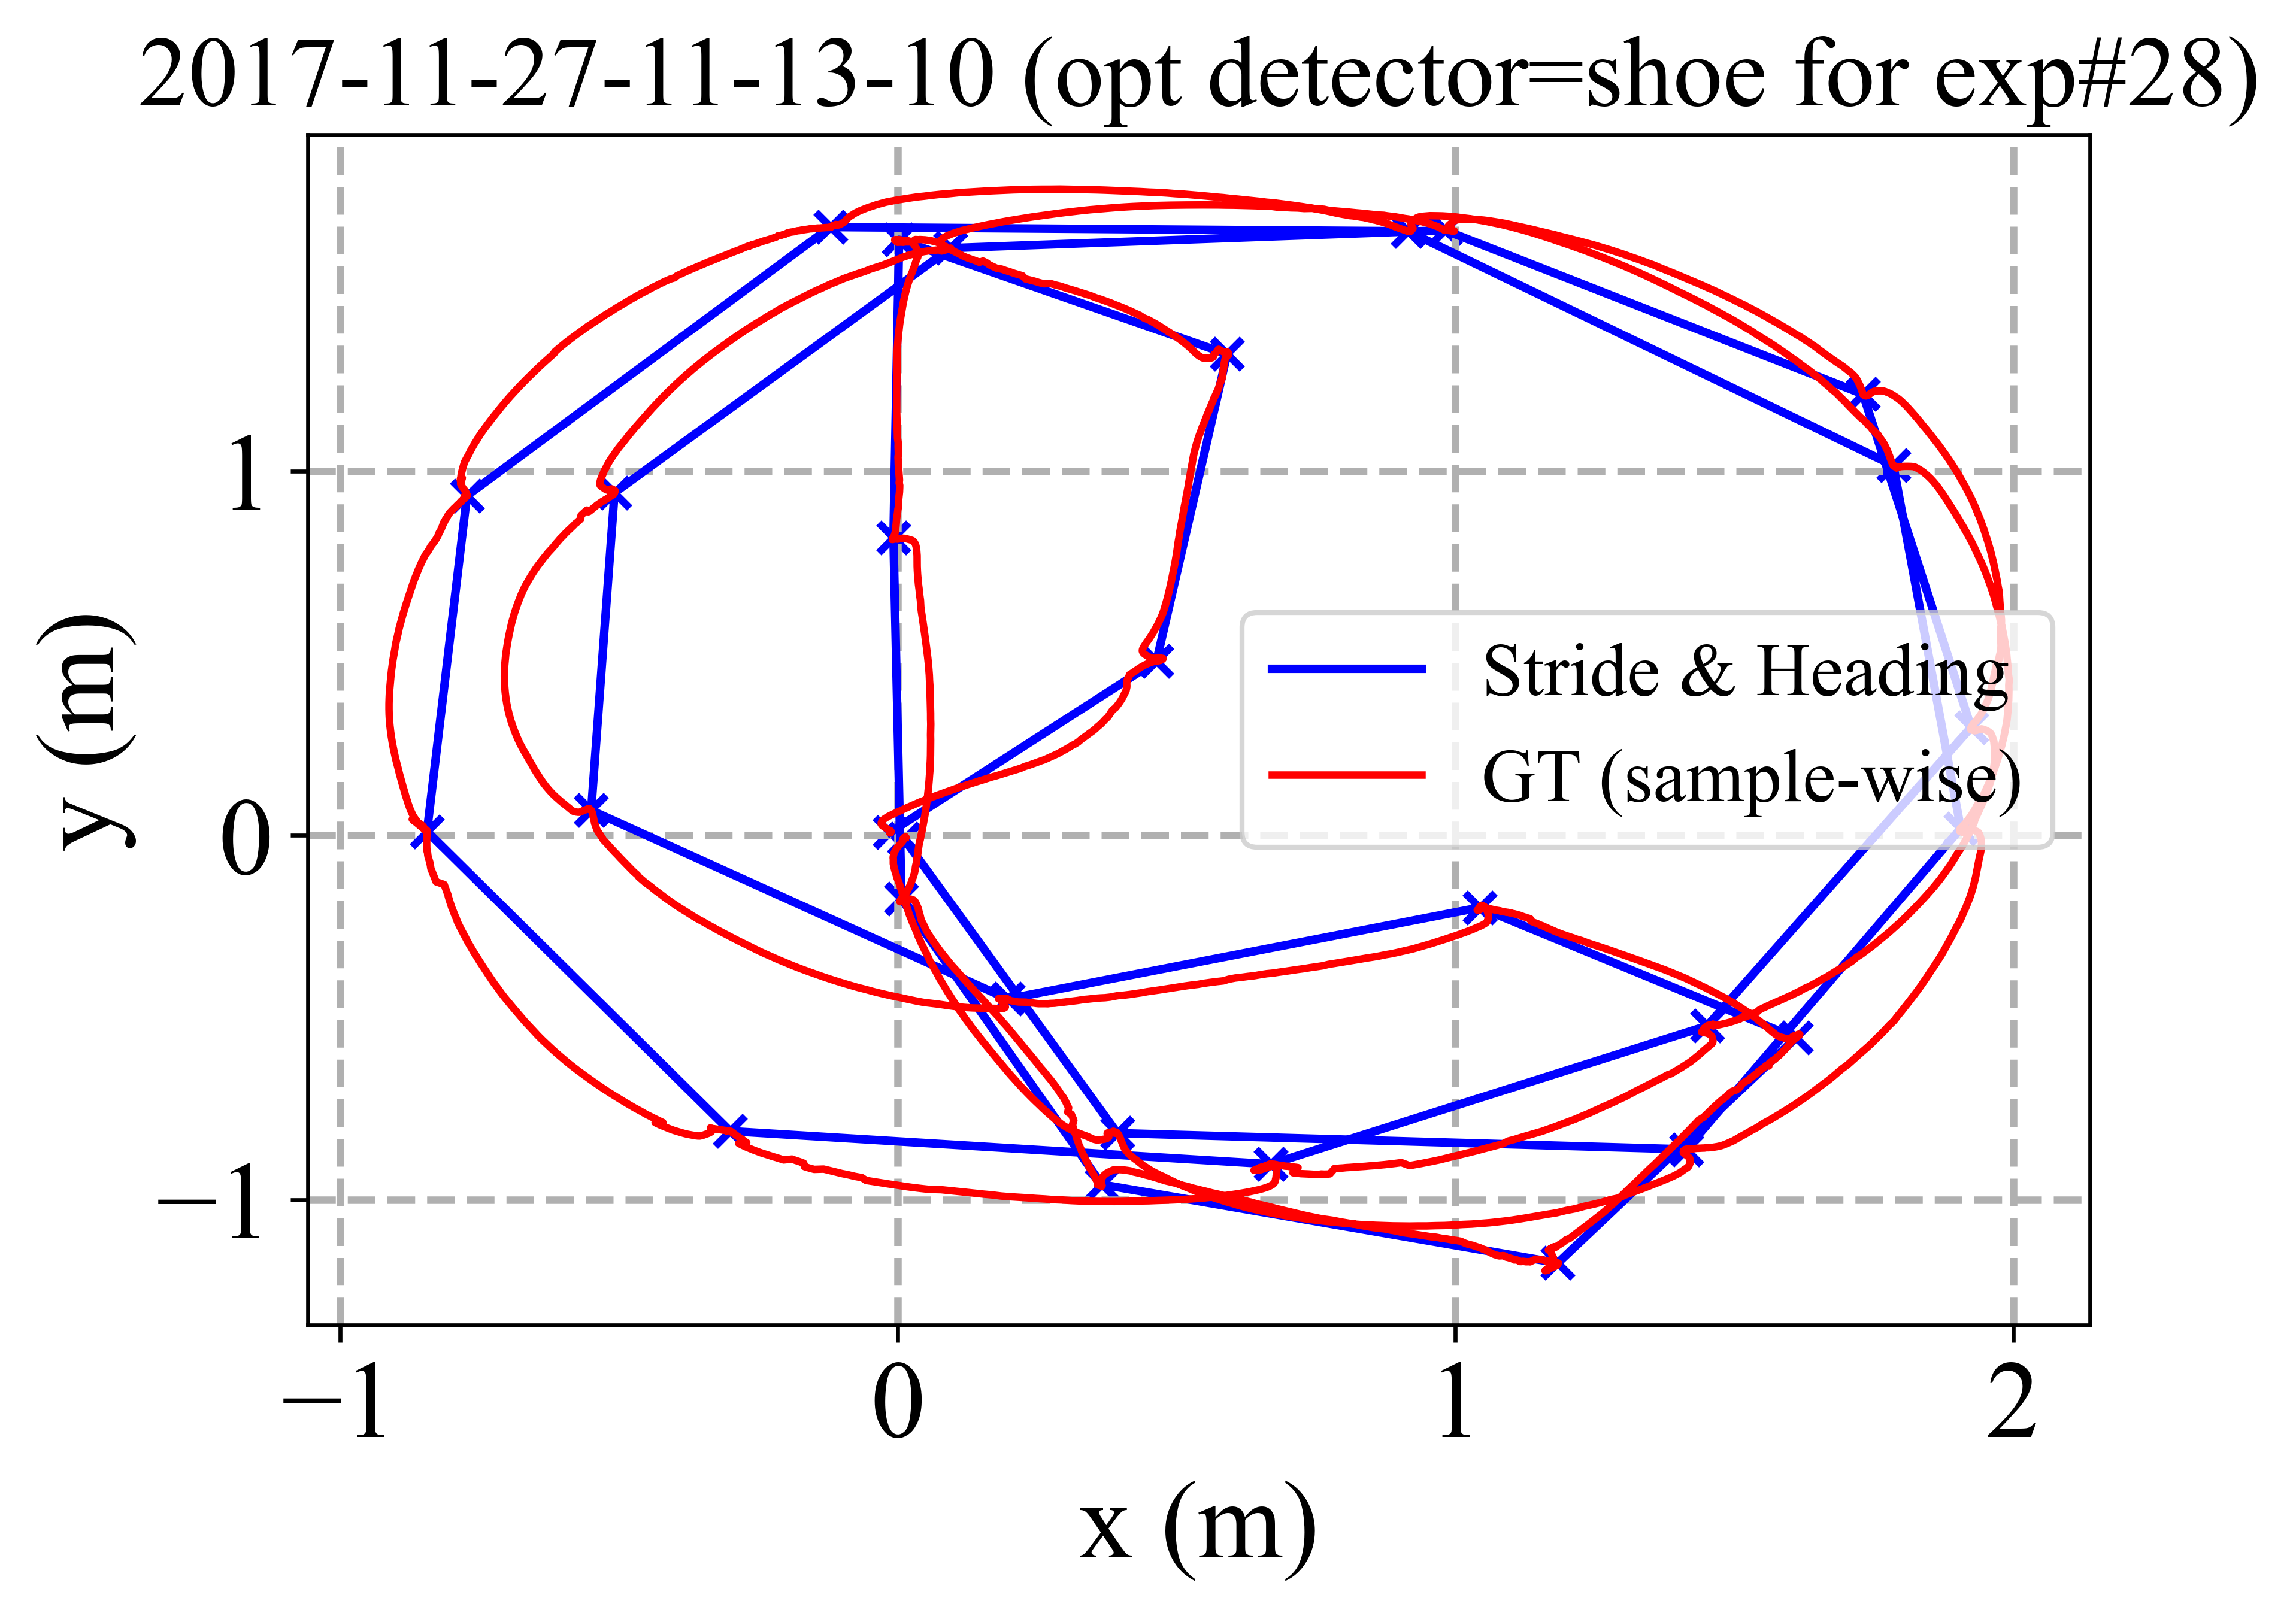 2017-11-27-11-13-10 (opt detector=shoe for exp#28)
y (m)
1
0
−1
Stride & Heading
GT (sample-wise)
−1
0
1
2
x (m)